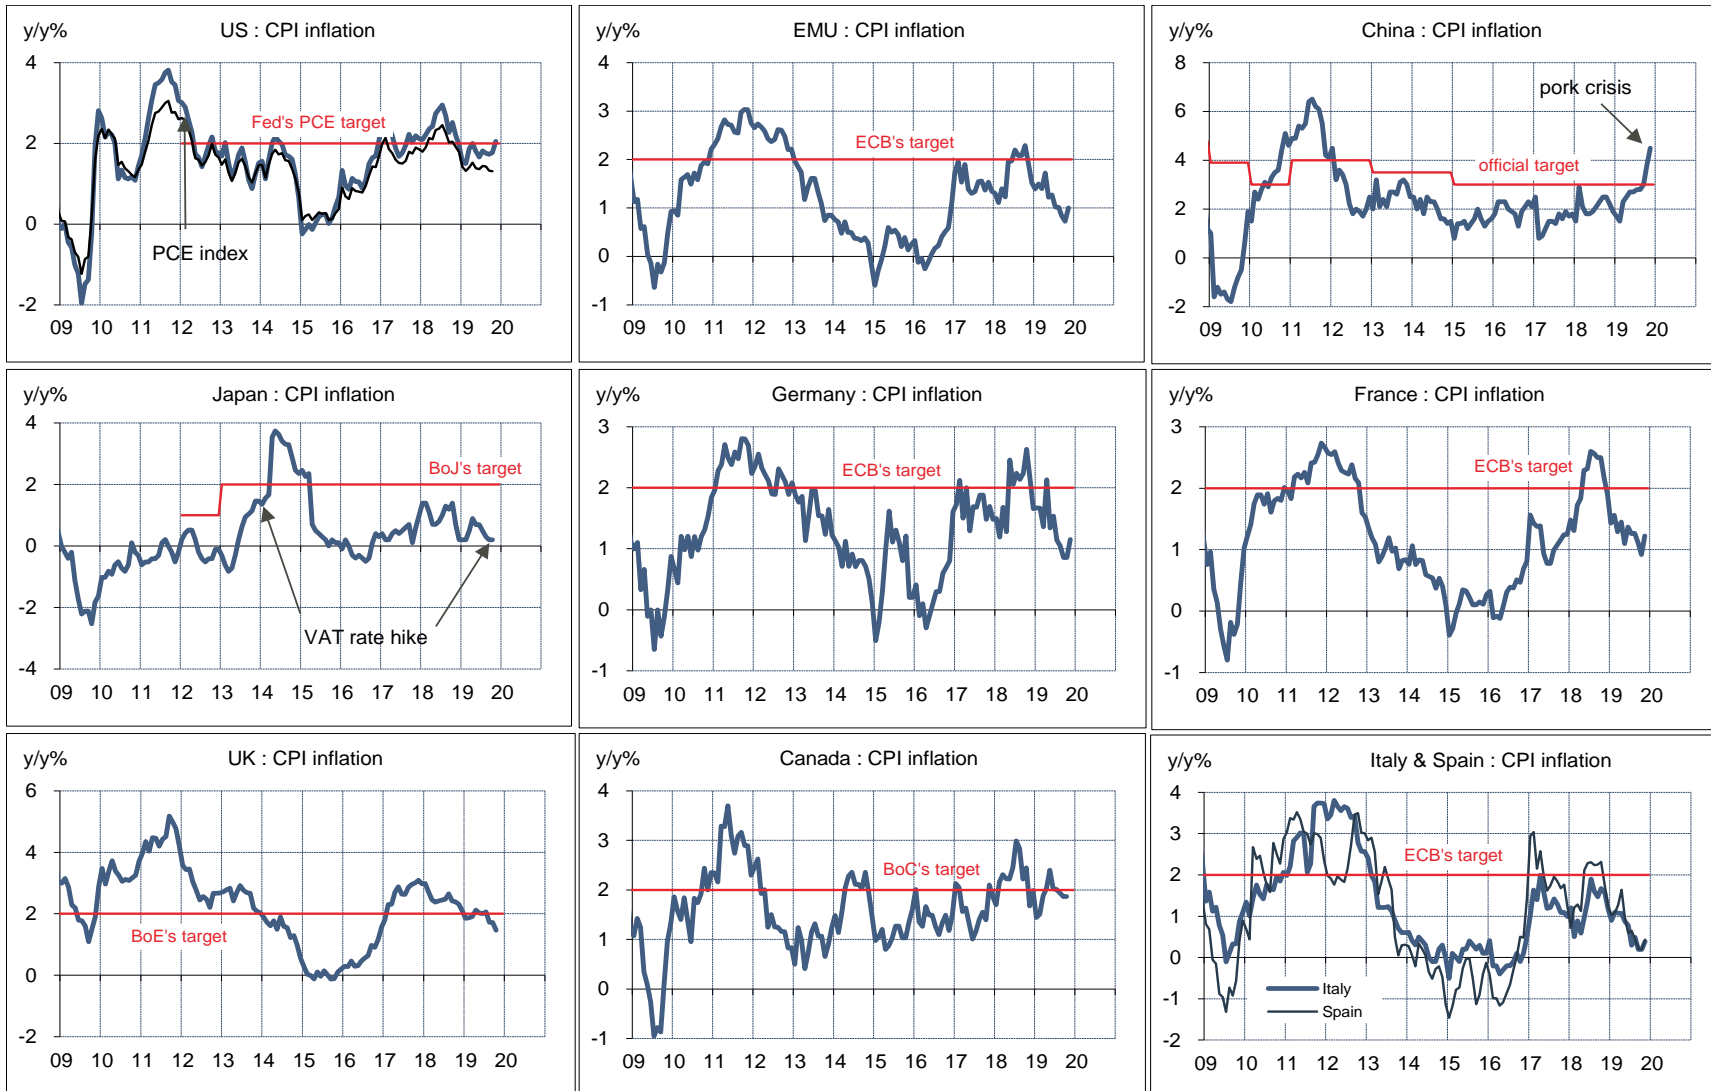 y/y%
US : CPI inflation
4
2
0
-2
Fed's PCE target
PCE index
09 10 11 12 13 14 15 16 17 18 19 20
y/y%
EMU : CPI inflation
4
3
2
1
0
-1
ECB's target
09 10 11 12 13 14 15 16 17 18 19 20
y/y%
China : CPI inflation
8
6
4
2
0
-2
pork crisis
official target
09 10 11 12 13 14 15 16 17 18 19 20
y/y%
Japan : CPI inflation
4
2
0
-2
-4
BoJ's target
VAT rate hike
09 10 11 12 13 14 15 16 17 18 19 20
y/y%
Germany : CPI inflation
3
2
1
0
-1
ECB's target
09 10 11 12 13 14 15 16 17 18 19 20
y/y%
France : CPI inflation
3
2
1
0
-1
ECB's target
09 10 11 12 13 14 15 16 17 18 19 20
y/y%
UK : CPI inflation
6
4
2
0
-2
BoE's target
09 10 11 12 13 14 15 16 17 18 19 20
y/y%
Canada : CPI inflation
4
3
2
1
0
-1
BoC's target
09 10 11 12 13 14 15 16 17 18 19 20
y/y%
Italy & Spain : CPI inflation
4
3
2
1
0
-1
-2
ECB's target
Italy
Spain
09 10 11 12 13 14 15 16 17 18 19 20